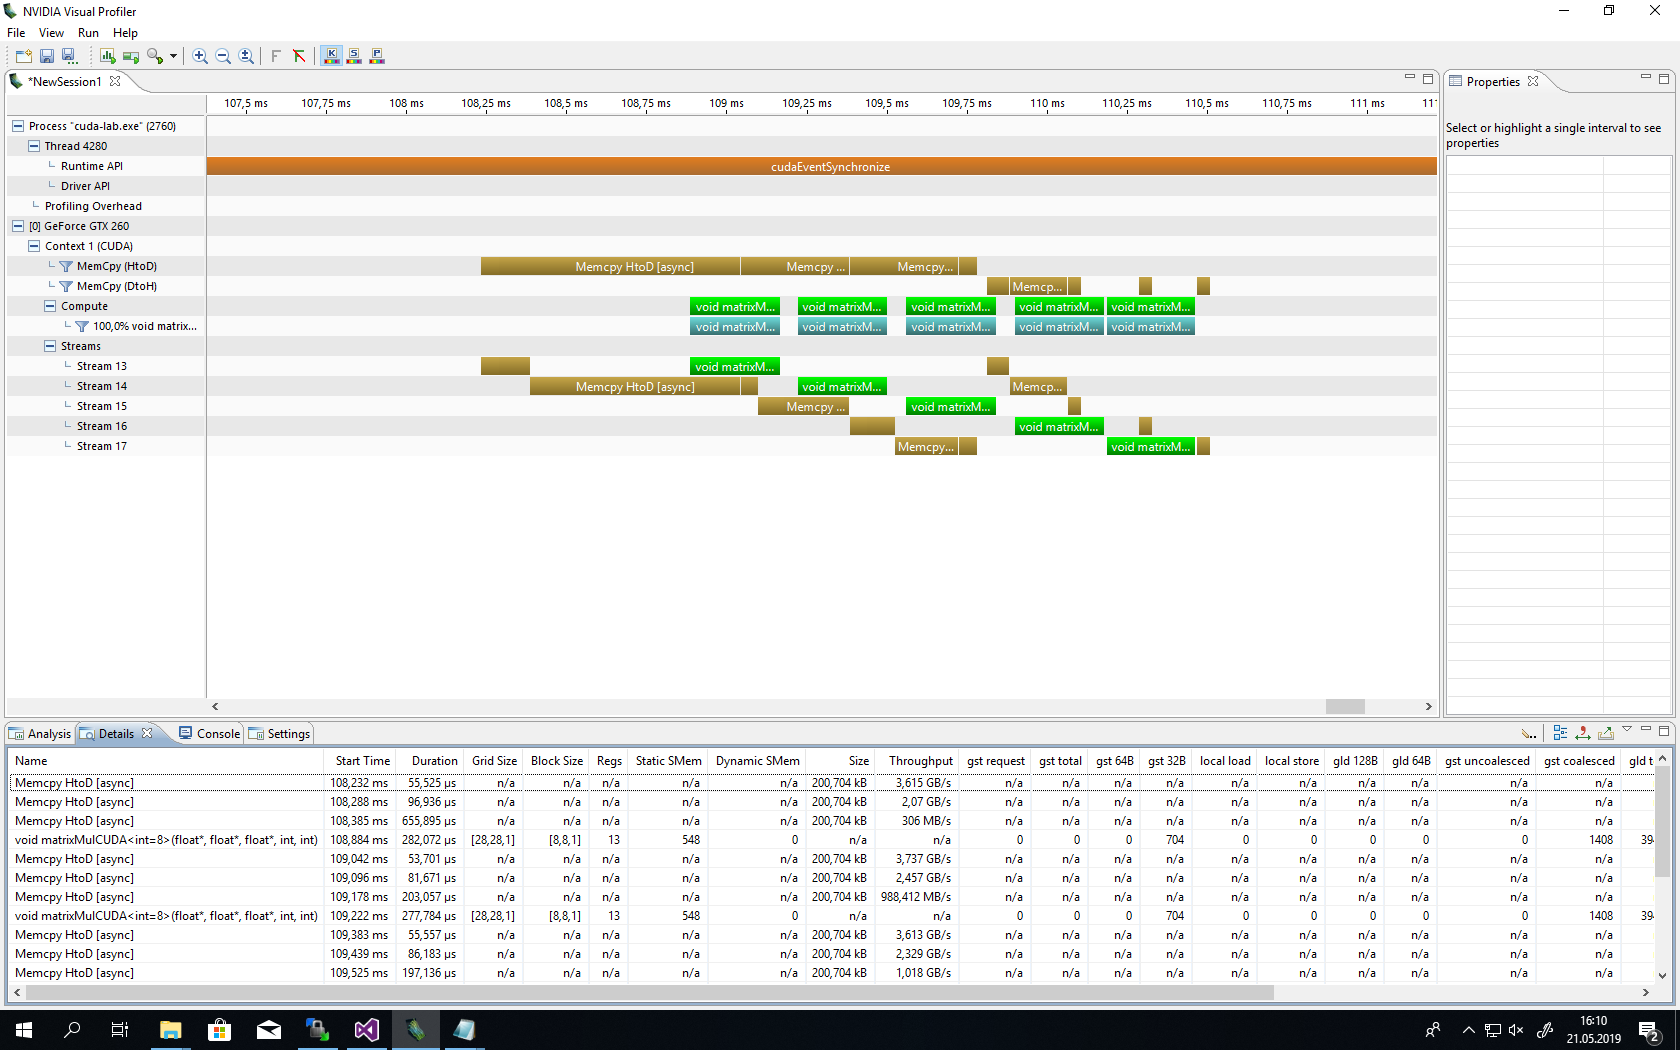 NVIDIA Visual Profiler
File View Run Help
*NewSession1
Properties
107,5 ms 107,75 ms 108 ms 108,25 ms 108,5 ms 108,75 ms 109 ms 109,25 ms 109,5 ms 109,75 ms 110 ms 110,25 ms 110,5 ms 110,75 ms 111 ms 11
Select or highlight a single interval to see
properties
Process "cuda-lab.exe" (2760)
Thread 4280
Runtime API cudaEventSynchronize
Driver API
Profiling Overhead
[0] GeForce GTX 260
Context 1 (CUDA)
MemCpy (HtoD) Memcpy HtoD [async] Memcpy ... Memcpy...
MemCpy (DtoH) Memcp...
Compute void matrixM... void matrixM... void matrixM... void matrixM... void matrixM...
100,0% void matrix... void matrixM... void matrixM... void matrixM... void matrixM... void matrixM...
Streams
Stream 13 void matrixM...
Stream 14 Memcpy HtoD [async] void matrixM... Memcp...
Stream 15 Memcpy ... void matrixM...
Stream 16 void matrixM...
Stream 17 Memcpy... void matrixM...
Analysis Details Console Settings
Name Start Time Duration Grid Size Block Size Regs Static SMem Dynamic SMem Size Throughput gst request gst total gst 64B gst 32B local load local store gld 128B gld 64B gst uncoalesced gst coalesced gld t
Memcpy HtoD [async] 108,232 ms 55,525 µs n/a n/a n/a n/a n/a 200,704 kB 3,615 GB/s n/a n/a n/a n/a n/a n/a n/a n/a n/a n/a
Memcpy HtoD [async] 108,288 ms 96,936 µs n/a n/a n/a n/a n/a 200,704 kB 2,07 GB/s n/a n/a n/a n/a n/a n/a n/a n/a n/a n/a
Memcpy HtoD [async] 108,385 ms 655,895 µs n/a n/a n/a n/a n/a 200,704 kB 306 MB/s n/a n/a n/a n/a n/a n/a n/a n/a n/a n/a
void matrixMulCUDA<int=8>(float*, float*, float*, int, int) 108,884 ms 282,072 µs [28,28,1] [8,8,1] 13 548 0 n/a n/a 0 0 0 704 0 0 0 0 0 1408 394
Memcpy HtoD [async] 109,042 ms 53,701 µs n/a n/a n/a n/a n/a 200,704 kB 3,737 GB/s n/a n/a n/a n/a n/a n/a n/a n/a n/a n/a
Memcpy HtoD [async] 109,096 ms 81,671 µs n/a n/a n/a n/a n/a 200,704 kB 2,457 GB/s n/a n/a n/a n/a n/a n/a n/a n/a n/a n/a
Memcpy HtoD [async] 109,178 ms 203,057 µs n/a n/a n/a n/a n/a 200,704 kB 988,412 MB/s n/a n/a n/a n/a n/a n/a n/a n/a n/a n/a
void matrixMulCUDA<int=8>(float*, float*, float*, int, int) 109,222 ms 277,784 µs [28,28,1] [8,8,1] 13 548 0 n/a n/a 0 0 0 704 0 0 0 0 0 1408 394
Memcpy HtoD [async] 109,383 ms 55,557 µs n/a n/a n/a n/a n/a 200,704 kB 3,613 GB/s n/a n/a n/a n/a n/a n/a n/a n/a n/a n/a
Memcpy HtoD [async] 109,439 ms 86,183 µs n/a n/a n/a n/a n/a 200,704 kB 2,329 GB/s n/a n/a n/a n/a n/a n/a n/a n/a n/a n/a
Memcpy HtoD [async] 109,525 ms 197,136 µs n/a n/a n/a n/a n/a 200,704 kB 1,018 GB/s n/a n/a n/a n/a n/a n/a n/a n/a n/a n/a
16:10
21.05.2019
2